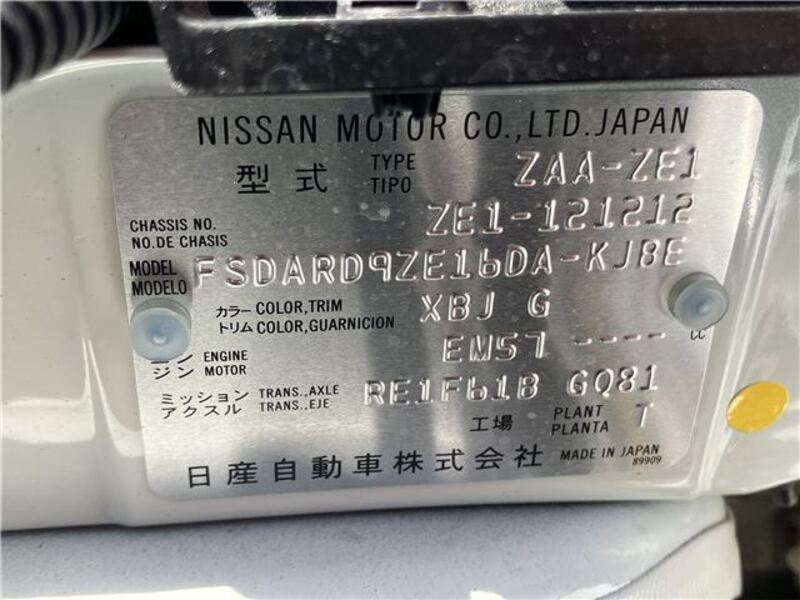 NISSAN MOTOR CO.,LTD.JAPAN
型式 TYPE TIPO ZAA-ZE1
CHASSIS NO. NO.DE CHASIS ZE1-121212
MODEL MODELO FSDARD9ZE16DA-KJ8E
カラー COLOR,TRIM
トリム COLOR,GUARNICION XBJ G
ン ENGINE
ジン MOTOR EM57 ---- CC
ミッション TRANS.,AXLE
アクスル TRANS.,EJE RE1F61B GQ81
工場 PLANT PLANTA T
日産自動車株式会社 MADE IN JAPAN
89909